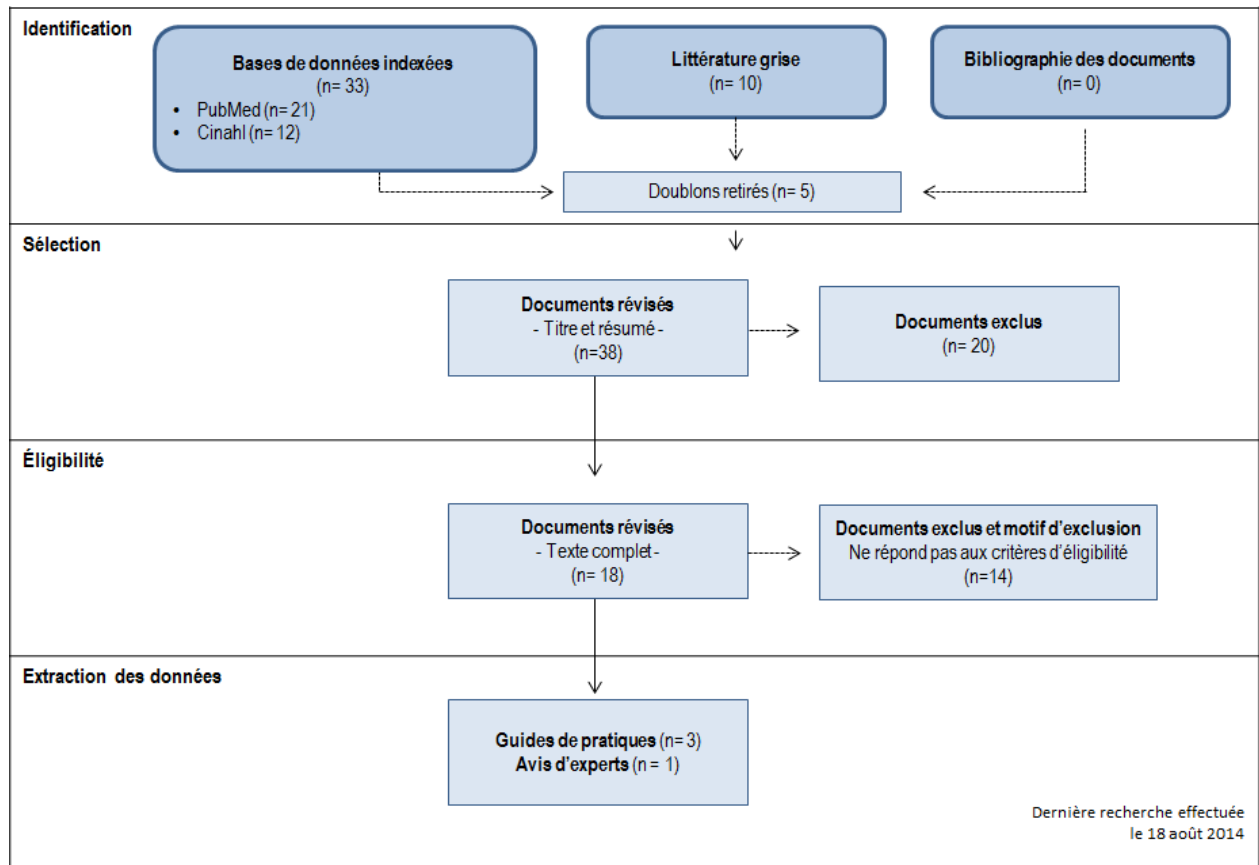 Identification
Bases de données indexées
(n= 33)
• PubMed (n= 21)
• Cinahl (n= 12)
Littérature grise
(n= 10)
Bibliographie des documents
(n= 0)
Doublons retirés (n= 5)
Sélection
Documents révisés
- Titre et résumé -
(n=38)
Documents exclus
(n= 20)
Éligibilité
Documents révisés
- Texte complet -
(n= 18)
Documents exclus et motif d'exclusion
Ne répond pas aux critères d'éligibilité
(n=14)
Extraction des données
Guides de pratiques (n= 3)
Avis d'experts (n = 1)
Dernière recherche effectuée
le 18 août 2014